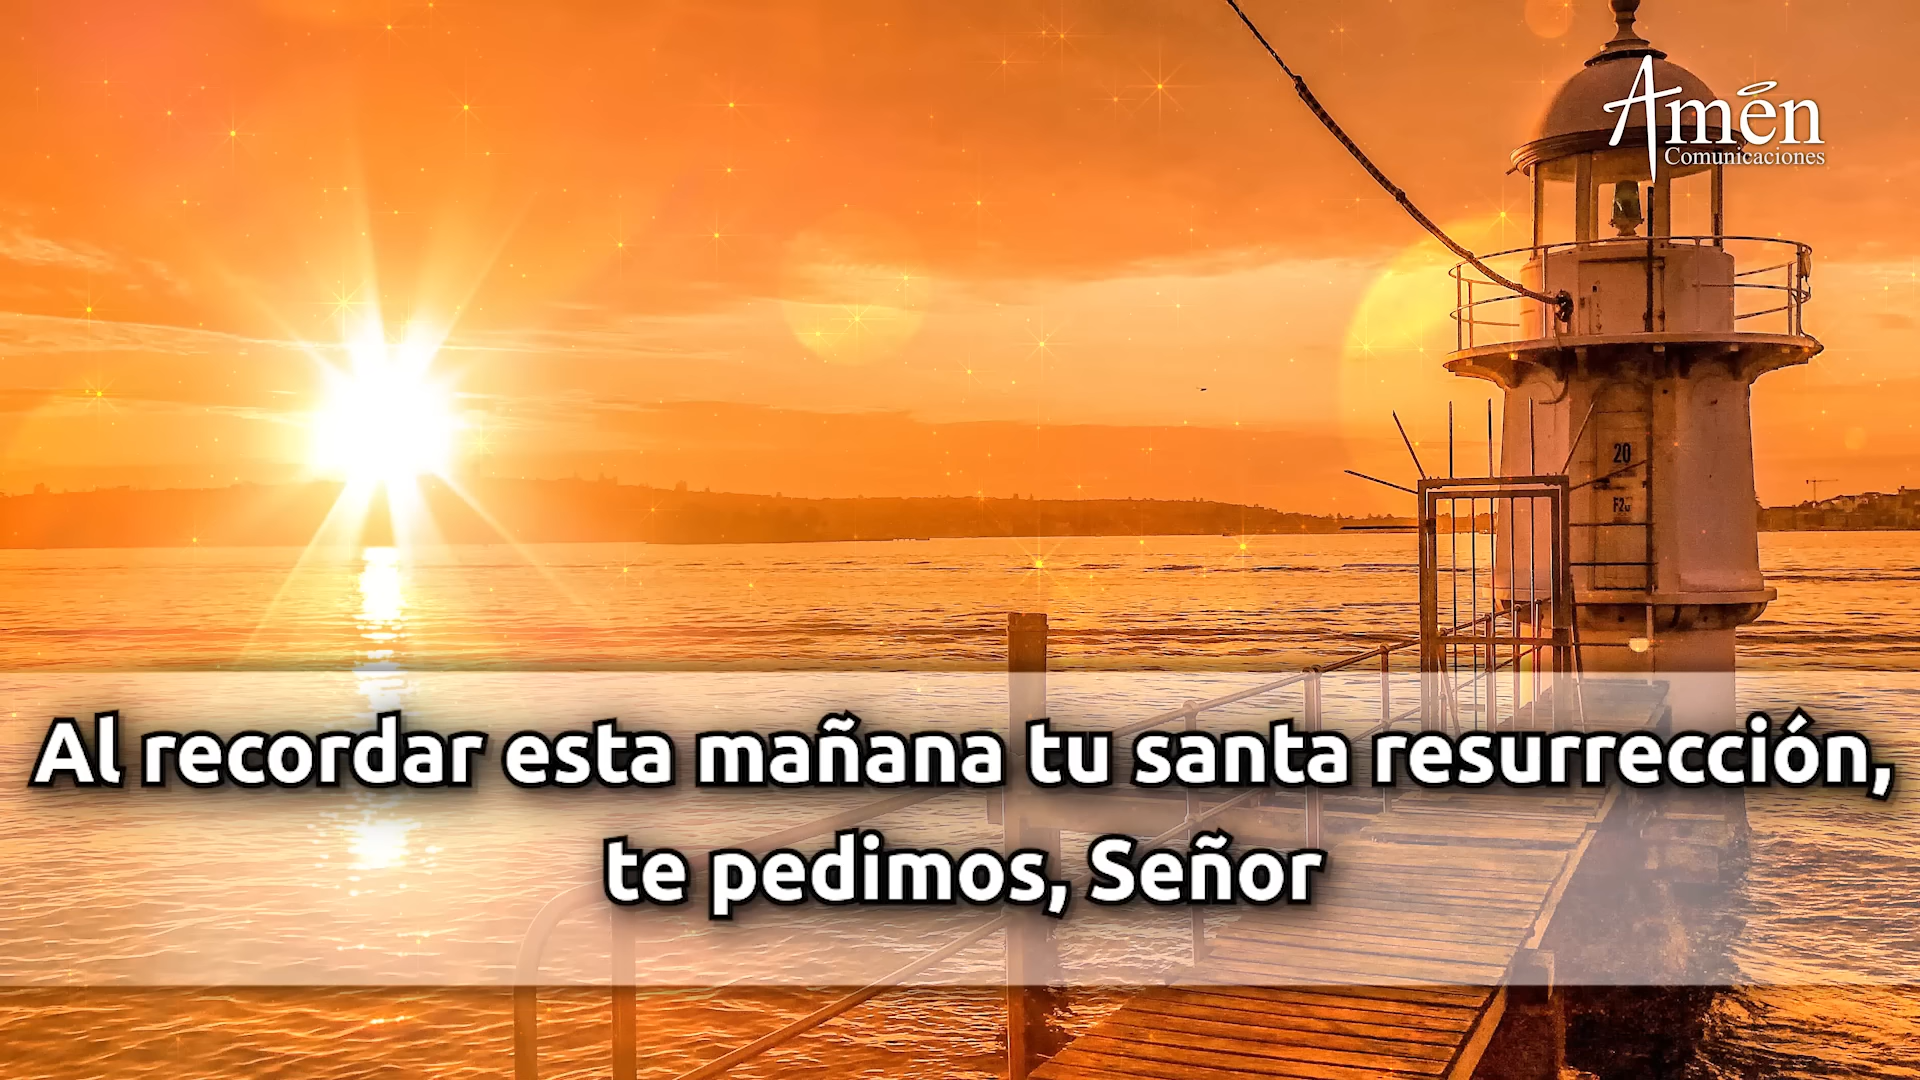 Amén
Comunicaciones
20
Al recordar esta mañana tu santa resurrección,
te pedimos, Señor